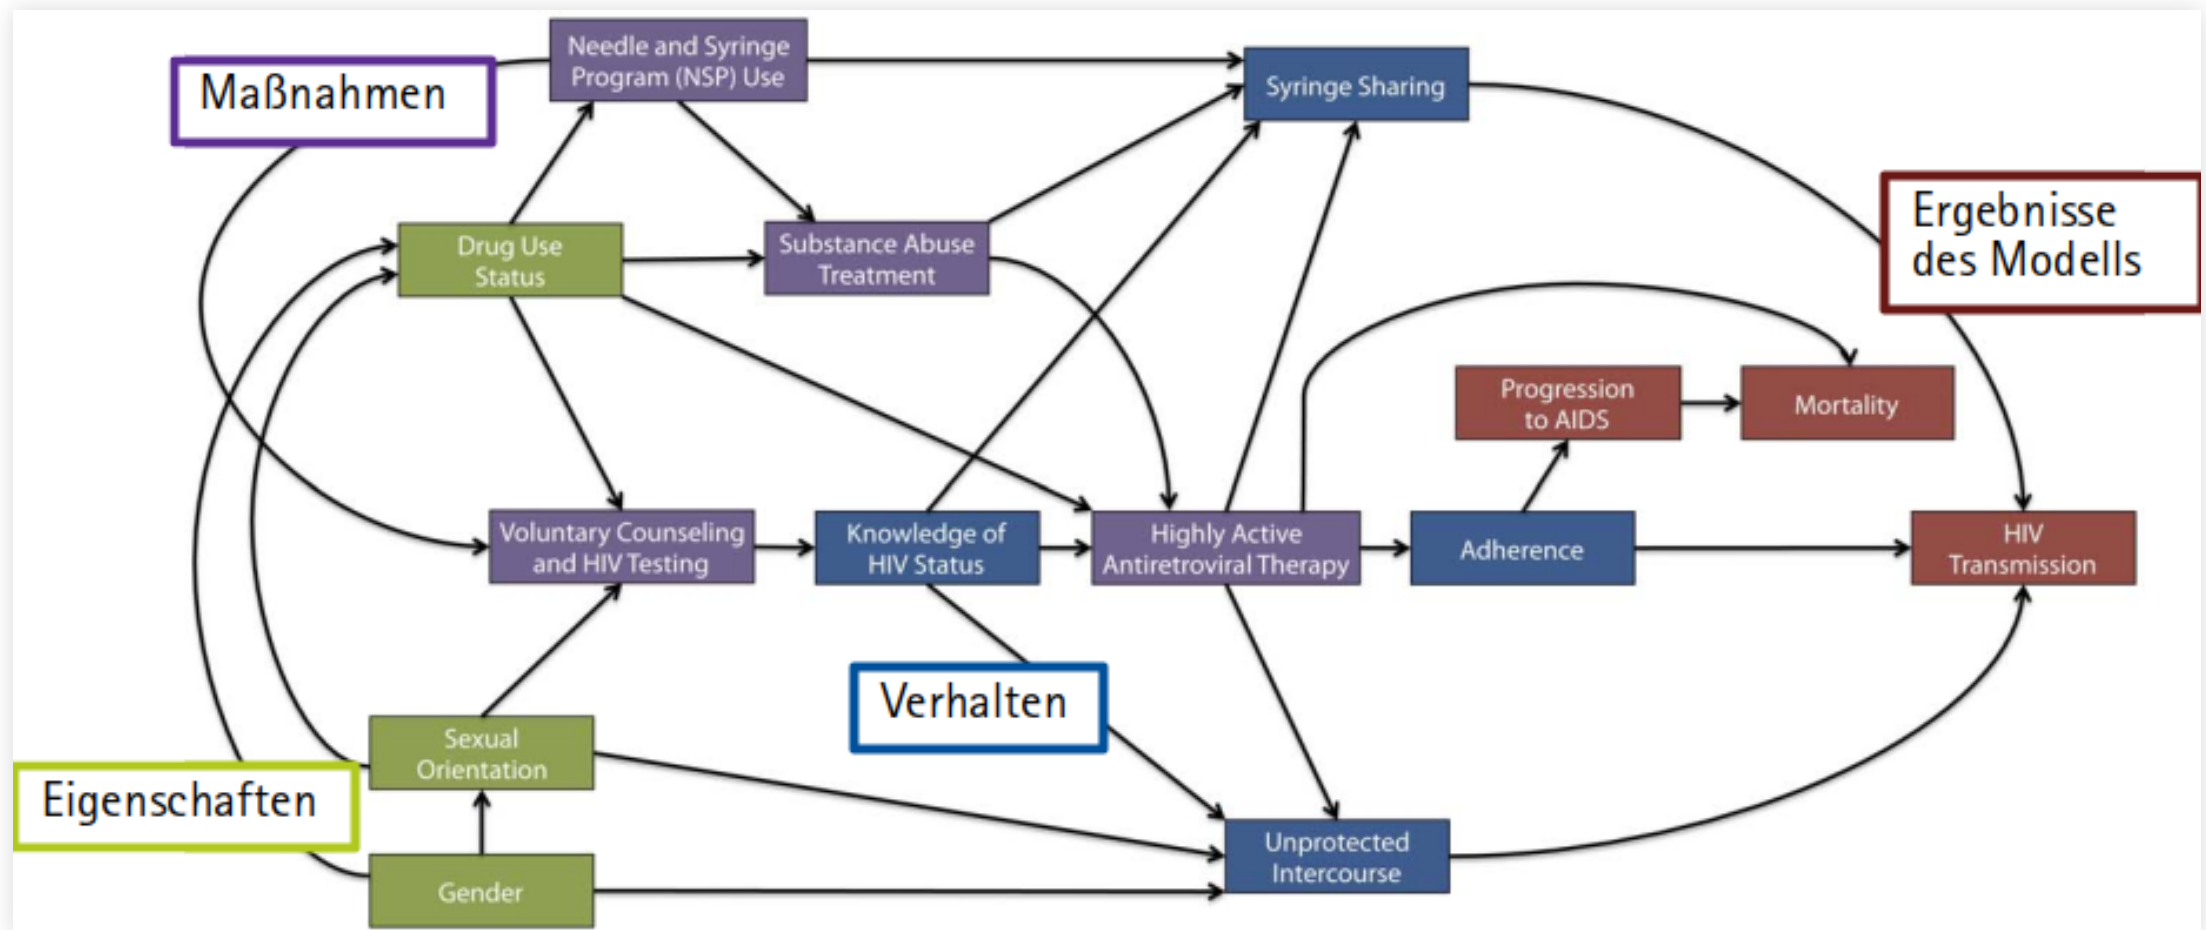 Needle and Syringe
Program (NSP) Use
Maßnahmen
Syringe Sharing
Ergebnisse
des Modells
Drug Use
Status
Substance Abuse
Treatment
Progression
to AIDS
Mortality
Voluntary Counseling
and HIV Testing
Knowledge of
HIV Status
Highly Active
Antiretroviral Therapy
Adherence
HIV
Transmission
Verhalten
Sexual
Orientation
Eigenschaften
Unprotected
Intercourse
Gender